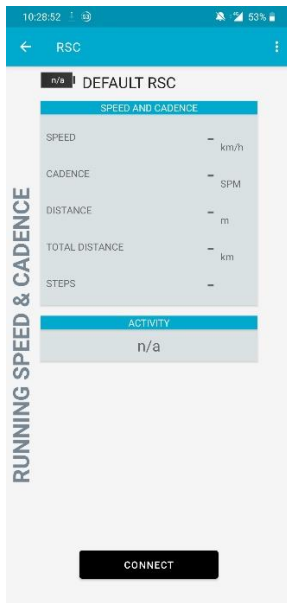 10:28:52
53%
RSC
n/a
DEFAULT RSC
SPEED AND CADENCE
SPEED – km/h
CADENCE – SPM
DISTANCE – m
TOTAL DISTANCE – km
STEPS –
ACTIVITY
n/a
RUNNING SPEED & CADENCE
CONNECT